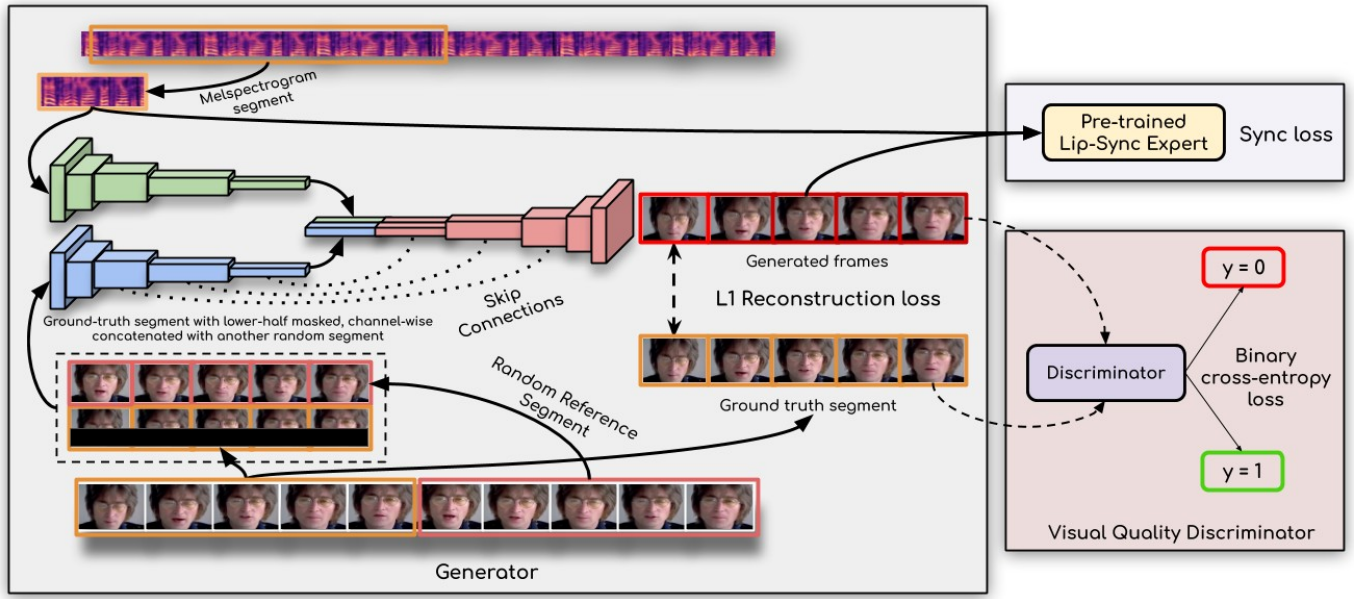 Melspectrogram
segment
Pre-trained
Lip-Sync Expert
Sync loss
Generated frames
L1 Reconstruction loss
Skip
Connections
Ground-truth segment with lower-half masked, channel-wise
concatenated with another random segment
Random Reference
Segment
Ground truth segment
Generator
y = 0
Discriminator
Binary
cross-entropy
loss
y = 1
Visual Quality Discriminator